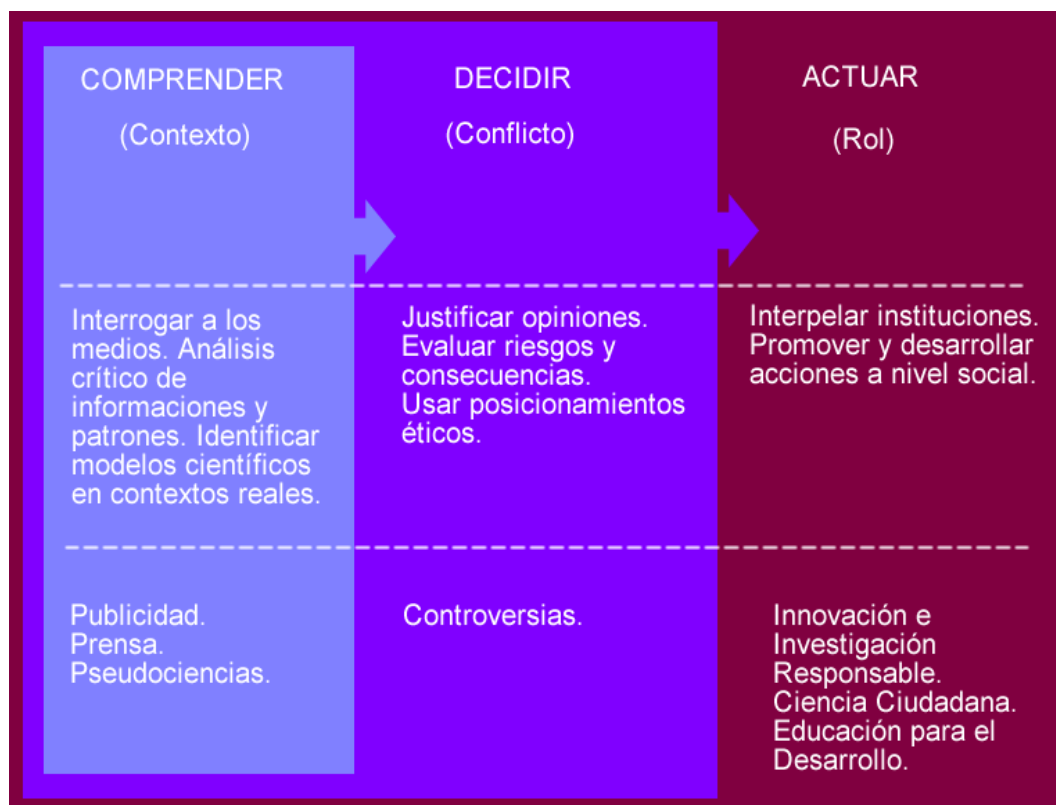 COMPRENDER
(Contexto)
DECIDIR
(Conflicto)
ACTUAR
(Rol)
Interrogar a los
medios. Análisis
crítico de
informaciones y
patrones. Identificar
modelos científicos
en contextos reales.
Justificar opiniones.
Evaluar riesgos y
consecuencias.
Usar posicionamientos
éticos.
Interpelar instituciones.
Promover y desarrollar
acciones a nivel social.
Publicidad.
Prensa.
Pseudociencias.
Controversias.
Innovación e
Investigación
Responsable.
Ciencia Ciudadana.
Educación para el
Desarrollo.